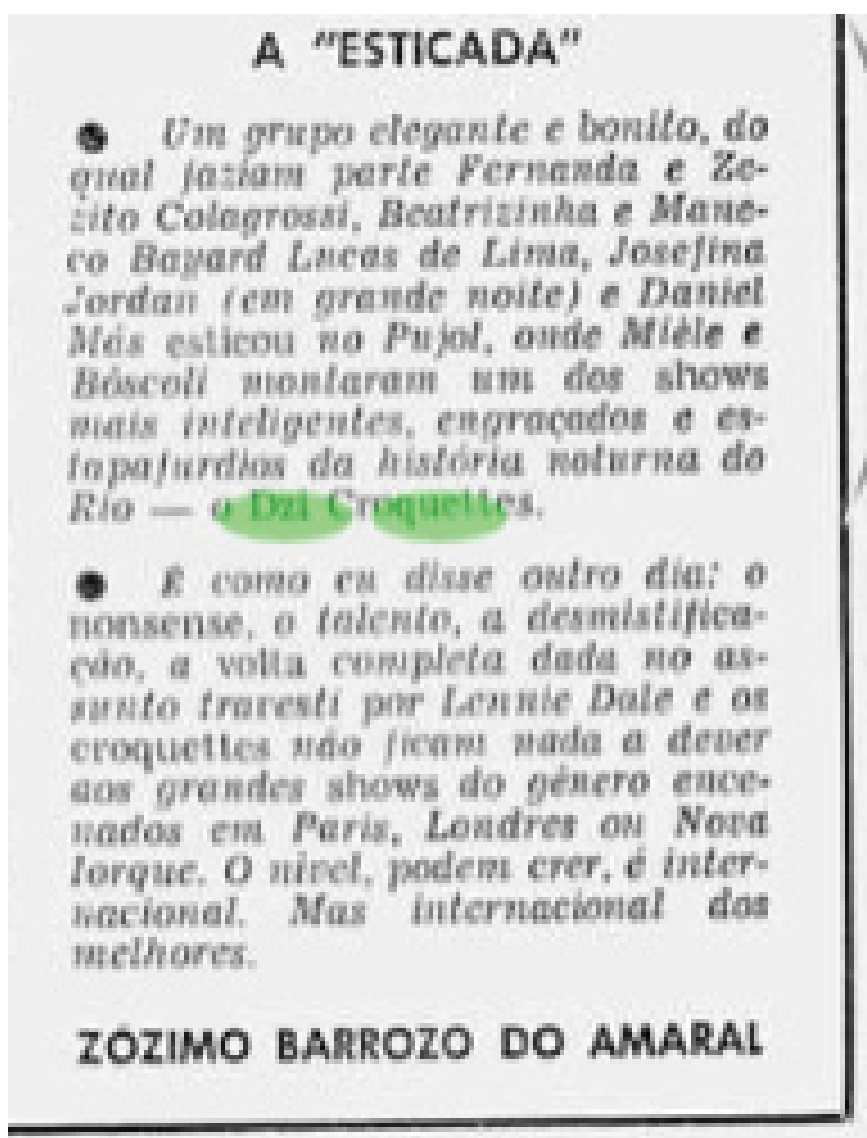 A "ESTICADA"
● Um grupo elegante e bonito, do
qual faziam parte Fernanda e Ze-
zito Colagrossi, Beatrizinha e Mane-
co Bayard Lucas de Lima, Josefina
Jordan (em grande noite) e Daniel
Más esticou no Pujol, onde Mièle e
Bôscoli montaram um dos shows
mais inteligentes, engraçados e es-
tapafurdios da história noturna do
Rio — o Dzi Croquettes.
● É como eu disse outro dia: o
nonsense, o talento, a desmistifica-
ção, a volta completa dada no as-
sunto travesti por Lennie Dale e os
croquettes não ficam nada a dever
aos grandes shows do gênero ence-
nados em Paris, Londres ou Nova
Iorque. O nível, podem crer, é inter-
nacional. Mas internacional dos
melhores.
ZÓZIMO BARROZO DO AMARAL